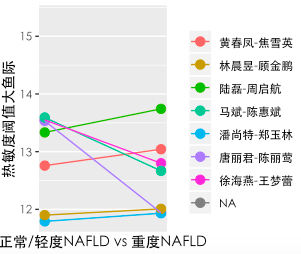 热敏度阈值大鱼际
15
14
13
12
正常/轻度NAFLD vs 重度NAFLD
黄春凤-焦雪英
林晨昱-顾金鹏
陆磊-周启航
马斌-陈惠斌
潘尚特-郑玉林
唐丽君-陈丽莺
徐海燕-王梦蕾
NA